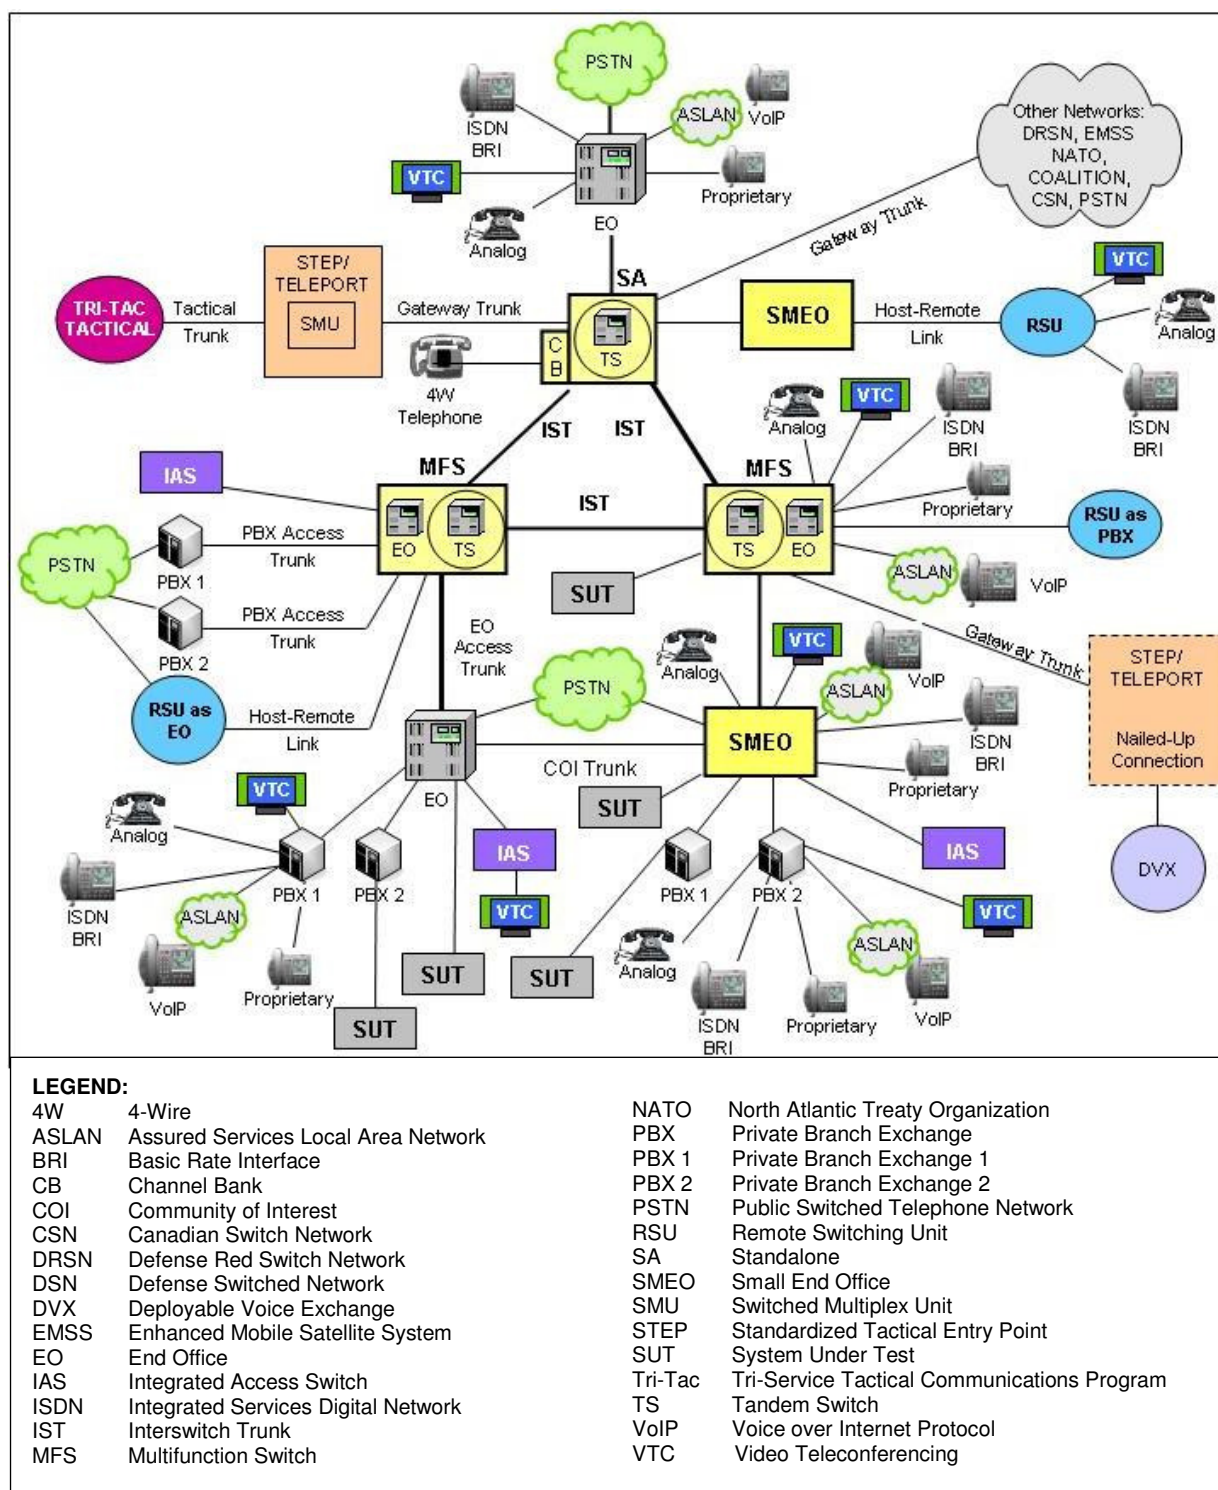 PSTN
ISDN
BRI
ASLAN
VoIP
VTC
Proprietary
Analog
EO
Other Networks:
DRSN, EMSS
NATO,
COALITION,
CSN, PSTN
Gateway Trunk
SA
TRI-TAC
TACTICAL
Tactical
Trunk
STEP/
TELEPORT
SMU
Gateway Trunk
4W
Telephone
C
B
TS
SMEO
Host-Remote
Link
RSU
VTC
Analog
ISDN
BRI
IST
IST
IST
MFS
EO
TS
IAS
PSTN
PBX 1
PBX Access
Trunk
PBX 2
PBX Access
Trunk
RSU as
EO
Host-Remote
Link
MFS
TS
EO
Analog
VTC
ISDN
BRI
Proprietary
RSU as
PBX
ASLAN
VoIP
SUT
Gateway Trunk
STEP/
TELEPORT
Nailed-Up
Connection
DVX
EO
Access
Trunk
PSTN
EO
COI Trunk
SMEO
Analog
VTC
ASLAN
VoIP
ISDN
BRI
Proprietary
SUT
VTC
Analog
ISDN
BRI
PBX 1
PBX 2
ASLAN
VoIP
Proprietary
IAS
VTC
SUT
SUT
SUT
PBX 1
PBX 2
IAS
VTC
Analog
ISDN
BRI
Proprietary
ASLAN
VoIP
LEGEND:
4W 4-Wire
ASLAN Assured Services Local Area Network
BRI Basic Rate Interface
CB Channel Bank
COI Community of Interest
CSN Canadian Switch Network
DRSN Defense Red Switch Network
DSN Defense Switched Network
DVX Deployable Voice Exchange
EMSS Enhanced Mobile Satellite System
EO End Office
IAS Integrated Access Switch
ISDN Integrated Services Digital Network
IST Interswitch Trunk
MFS Multifunction Switch
NATO North Atlantic Treaty Organization
PBX Private Branch Exchange
PBX 1 Private Branch Exchange 1
PBX 2 Private Branch Exchange 2
PSTN Public Switched Telephone Network
RSU Remote Switching Unit
SA Standalone
SMEO Small End Office
SMU Switched Multiplex Unit
STEP Standardized Tactical Entry Point
SUT System Under Test
Tri-Tac Tri-Service Tactical Communications Program
TS Tandem Switch
VoIP Voice over Internet Protocol
VTC Video Teleconferencing